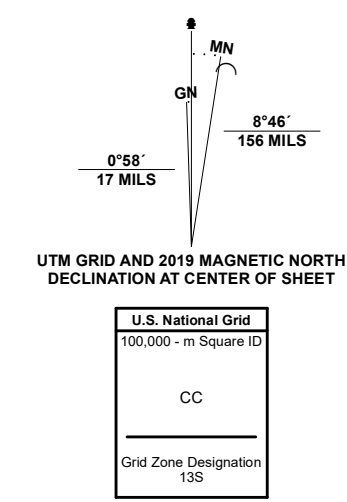 MN
GN
8°46´
156 MILS
0°58´
17 MILS
UTM GRID AND 2019 MAGNETIC NORTH
DECLINATION AT CENTER OF SHEET
U.S. National Grid
100,000 - m Square ID
CC
Grid Zone Designation
13S